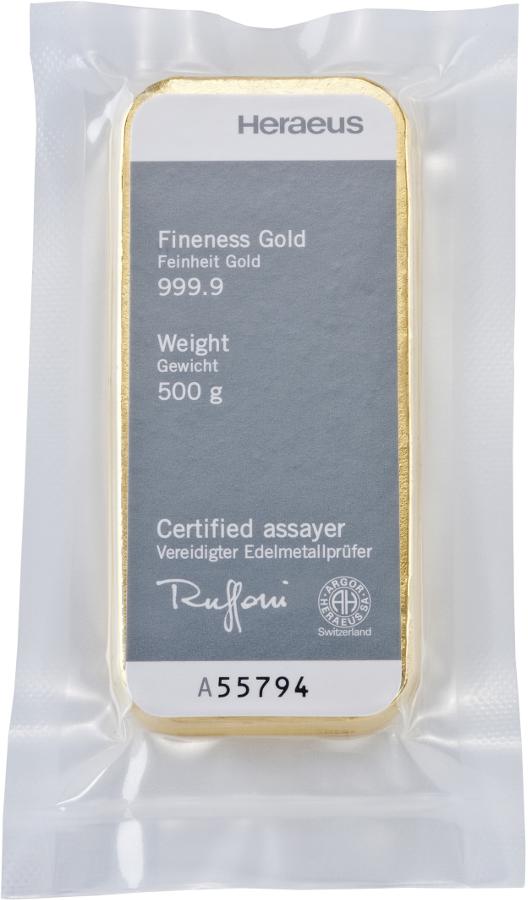 Heraeus
Fineness Gold
Feinheit Gold
999.9
Weight
Gewicht
500 g
Certified assayer
Vereidigter Edelmetallprüfer
Ruffoni
·ARGOR·
AH
HERAEUS SA
Switzerland
A55794